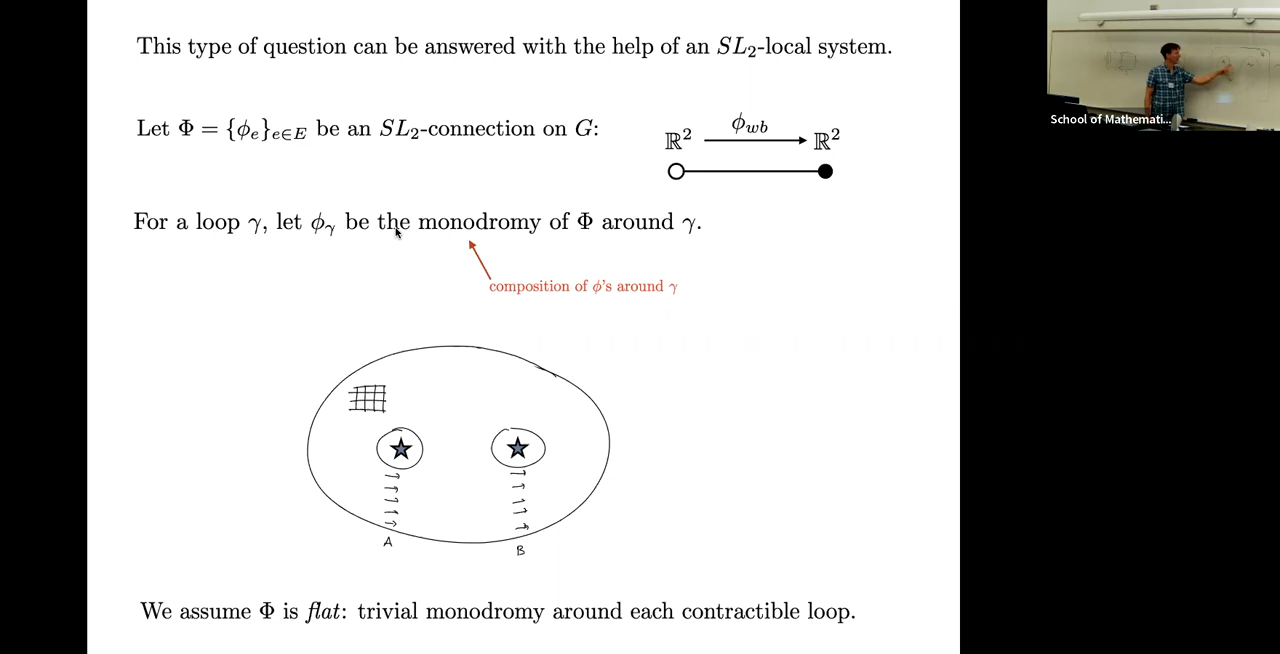 This type of question can be answered with the help of an SL₂-local system.
Let Φ = {ϕₑ}ₑ∈E be an SL₂-connection on G:
ℝ² ϕwb ℝ²
For a loop γ, let ϕγ be the monodromy of Φ around γ.
composition of ϕ's around γ
A
B
We assume Φ is flat: trivial monodromy around each contractible loop.
School of Mathemati...